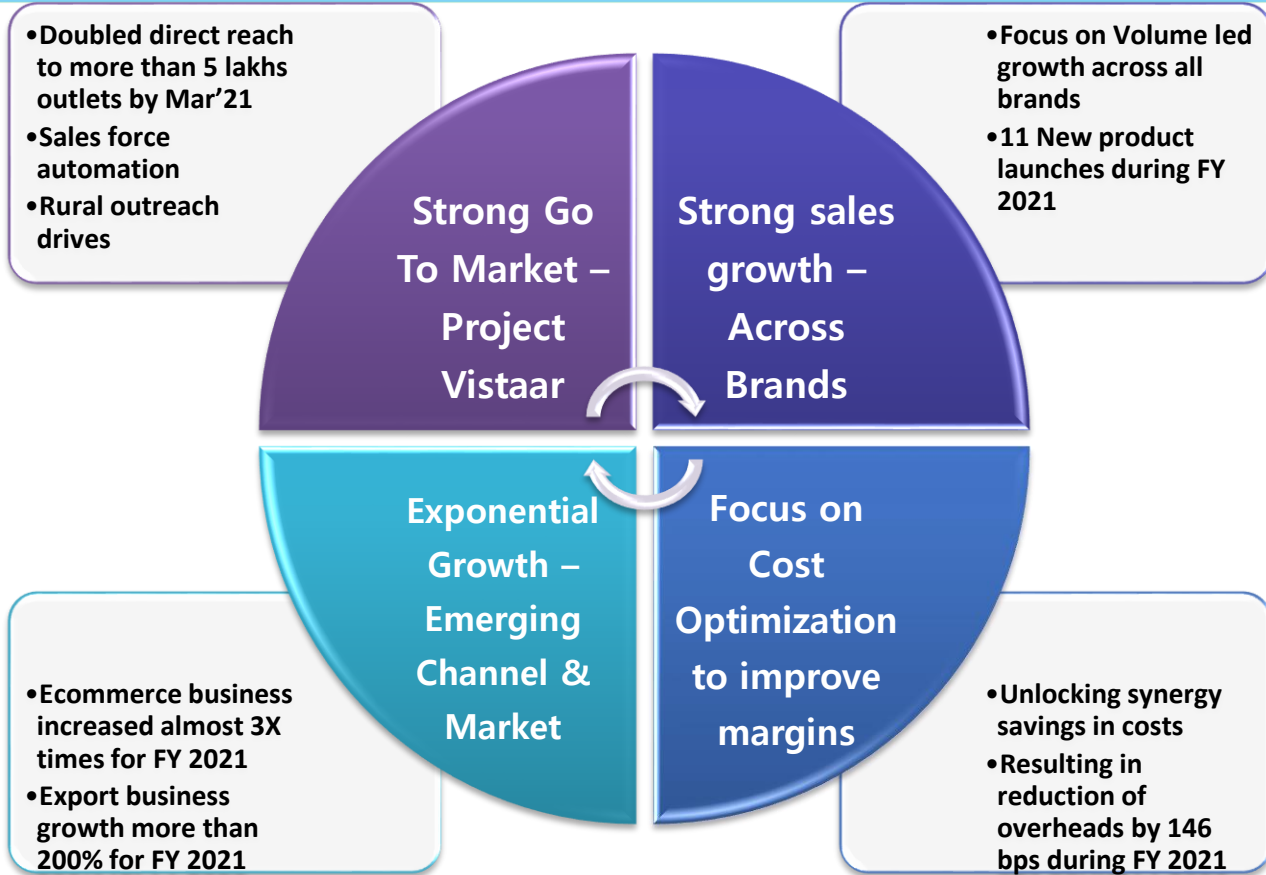 •Doubled direct reach
to more than 5 lakhs
outlets by Mar’21
•Sales force
automation
•Rural outreach
drives
Strong Go
To Market –
Project
Vistaar
Strong sales
growth –
Across
Brands
•Focus on Volume led
growth across all
brands
•11 New product
launches during FY
2021
•Ecommerce business
increased almost 3X
times for FY 2021
•Export business
growth more than
200% for FY 2021
Exponential
Growth –
Emerging
Channel &
Market
Focus on
Cost
Optimization
to improve
margins
•Unlocking synergy
savings in costs
•Resulting in
reduction of
overheads by 146
bps during FY 2021